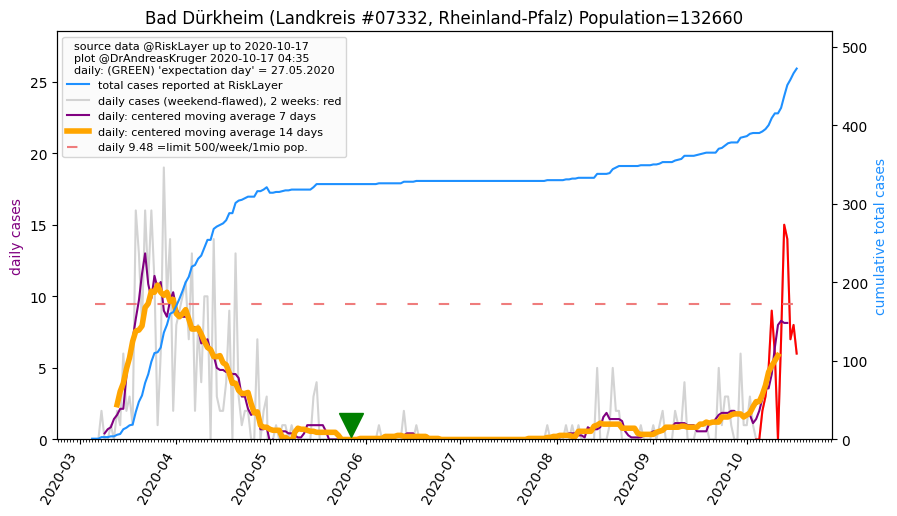 Bad Dürkheim (Landkreis #07332, Rheinland-Pfalz) Population=132660
source data @RiskLayer up to 2020-10-17
plot @DrAndreasKruger 2020-10-17 04:35
daily: (GREEN) 'expectation day' = 27.05.2020
total cases reported at RiskLayer
daily cases (weekend-flawed), 2 weeks: red
daily: centered moving average 7 days
daily: centered moving average 14 days
daily 9.48 =limit 500/week/1mio pop.
daily cases
25
20
15
10
5
0
500
400
300
200
100
0
cumulative total cases
2020-03
2020-04
2020-05
2020-06
2020-07
2020-08
2020-09
2020-10